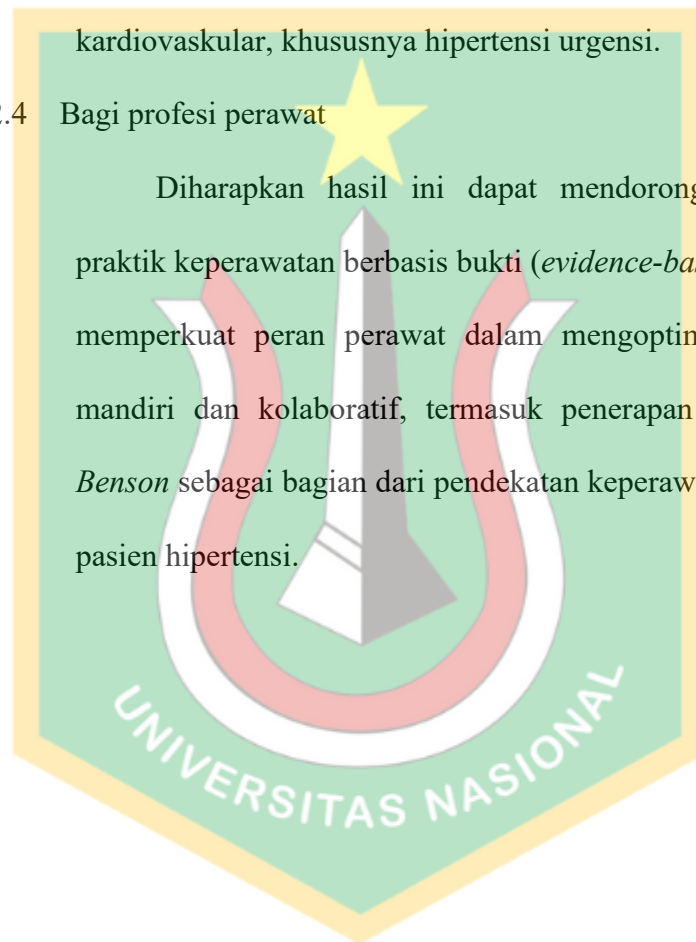 kardiovaskular, khususnya hipertensi urgensi.
2.4 Bagi profesi perawat
Diharapkan hasil ini dapat mendorong
praktik keperawatan berbasis bukti (evidence-ba
memperkuat peran perawat dalam mengoptim
mandiri dan kolaboratif, termasuk penerapan
Benson sebagai bagian dari pendekatan keperaw
pasien hipertensi.
UNIVERSITAS NASIONAL